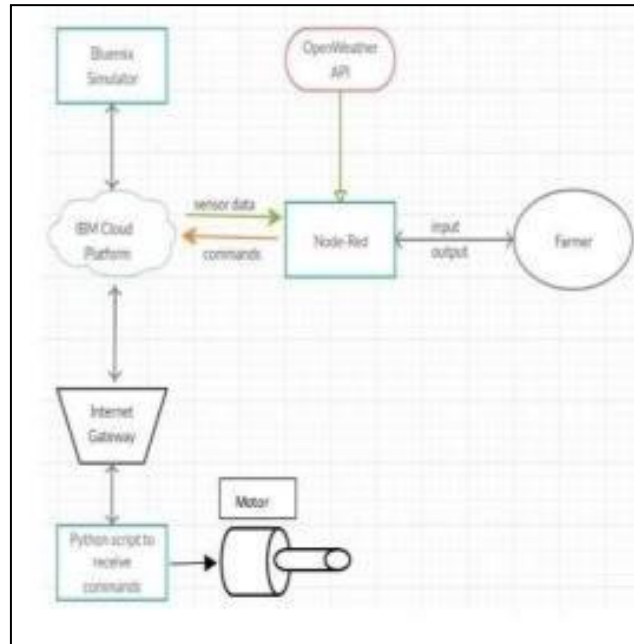 Bluemix
Simulator
OpenWeather
API
IBM Cloud
Platform
sensor data
commands
Node-Red
input
output
Farmer
Internet
Gateway
Motor
Python script to
receive
commands